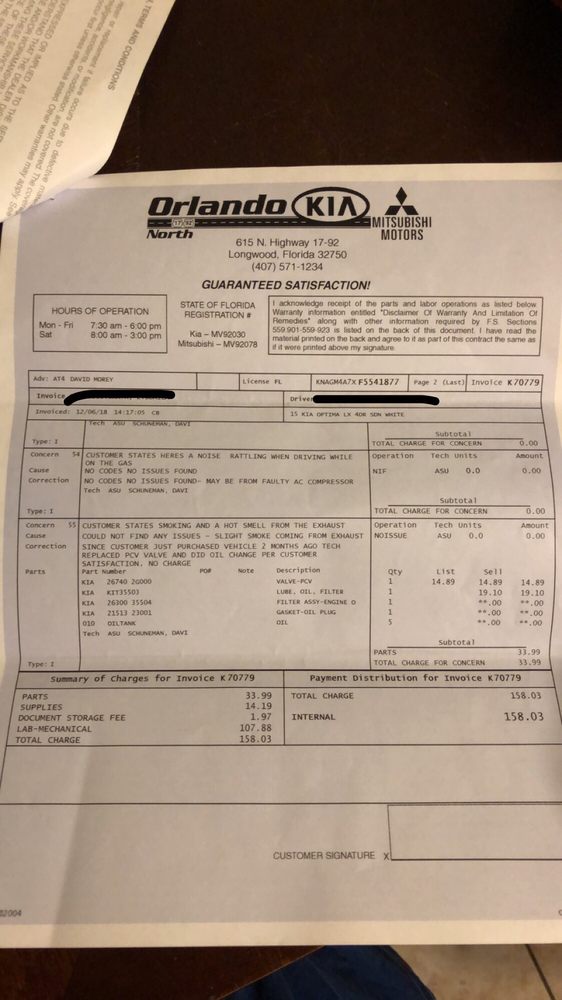 & TERMS AND CONDITIONS
Orlando KIA
17/92
North
MITSUBISHI
MOTORS
615 N. Highway 17-92
Longwood, Florida 32750
(407) 571-1234
GUARANTEED SATISFACTION!
HOURS OF OPERATION
Mon - Fri 7:30 am - 6:00 pm
Sat 8:00 am - 3:00 pm
STATE OF FLORIDA
REGISTRATION #
Kia – MV92030
Mitsubishi – MV92078
I acknowledge receipt of the parts and labor operations as listed below
Warranty information entitled "Disclaimer Of Warranty And Limitation Of
Remedies" along with other information required by F.S. Sections
559.901-559-923 is listed on the back of this document. I have read the
material printed on the back and agree to it as part of this contract the same as
if it were printed above my signature.
Adv: AT4 DAVID MOREY License FL KNAGM4A7X F5541877 Page 2 (Last) Invoice K70779
Invoice Driver
Invoiced: 12/06/18 14:17:05 CB 15 KIA OPTIMA LX 4DR SDN WHITE
Tech ASU SCHUNEMAN, DAVI
Subtotal
Type: I TOTAL CHARGE FOR CONCERN 0.00
Concern 54 CUSTOMER STATES HERES A NOISE RATTLING WHEN DRIVING WHILE Operation Tech Units Amount
ON THE GAS
Cause NO CODES NO ISSUES FOUND NIF ASU 0.0 0.00
Correction NO CODES NO ISSUES FOUND- MAY BE FROM FAULTY AC COMPRESSOR
Tech ASU SCHUNEMAN, DAVI
Subtotal
Type: I TOTAL CHARGE FOR CONCERN 0.00
Concern 55 CUSTOMER STATES SMOKING AND A HOT SMELL FROM THE EXHAUST Operation Tech Units Amount
Cause COULD NOT FIND ANY ISSUES - SLIGHT SMOKE COMING FROM EXHAUST NOISSUE ASU 0.0 0.00
Correction SINCE CUSTOMER JUST PURCHASED VEHICLE 2 MONTHS AGO TECH
REPLACED PCV VALVE AND DID OIL CHANGE PER CUSTOMER
SATISFACTION. NO CHARGE
Parts Part Number PO# Note Description Qty List Sell
KIA 26740 2G000 VALVE-PCV 1 14.89 14.89 14.89
KIA KIT35503 LUBE, OIL, FILTER 1 19.10 19.10
KIA 26300 35504 FILTER ASSY-ENGINE O 1 **.00 **.00
KIA 21513 23001 GASKET-OIL PLUG 1 **.00 **.00
010 OILTANK OIL 5 **.00 **.00
Tech ASU SCHUNEMAN, DAVI
Subtotal
PARTS 33.99
Type: I TOTAL CHARGE FOR CONCERN 33.99
Summary of Charges for Invoice K70779 Payment Distribution for Invoice K70779
PARTS 33.99 TOTAL CHARGE 158.03
SUPPLIES 14.19
DOCUMENT STORAGE FEE 1.97 INTERNAL 158.03
LAB-MECHANICAL 107.88
TOTAL CHARGE 158.03
CUSTOMER SIGNATURE X